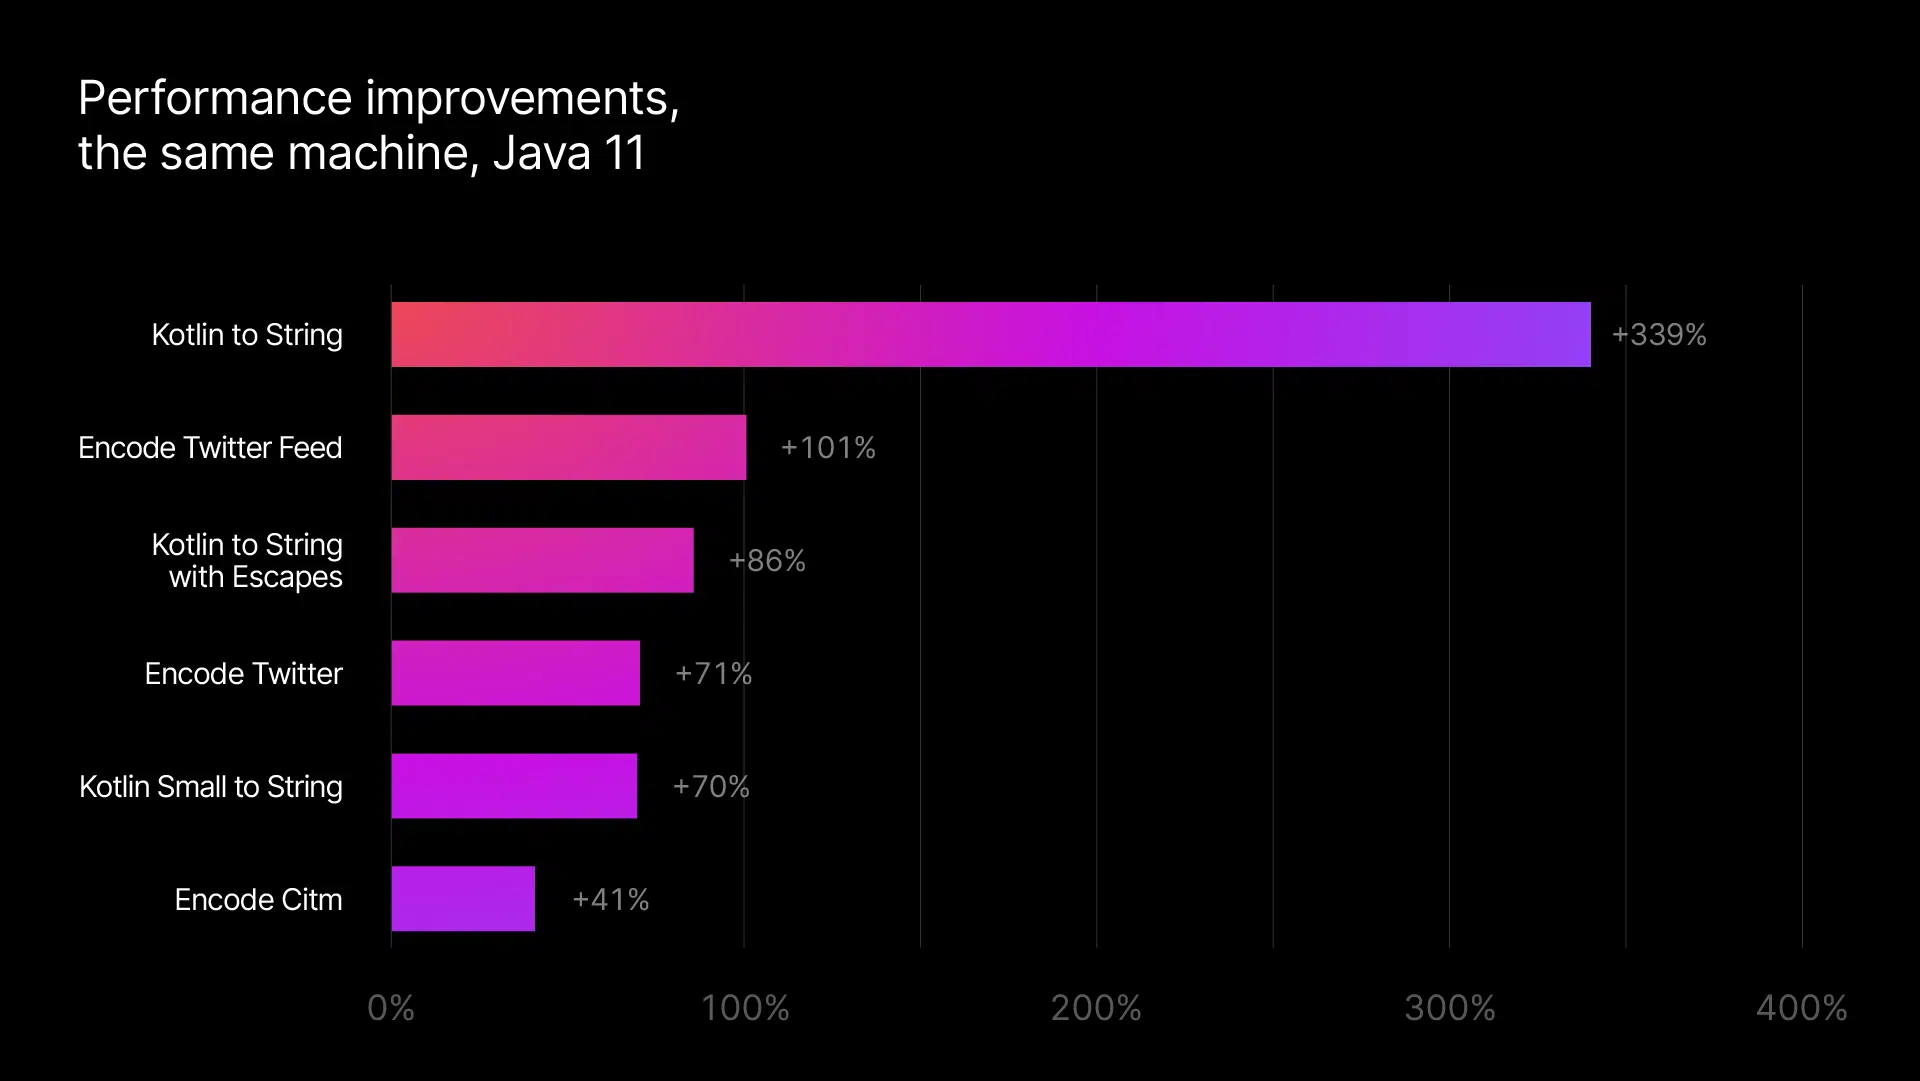 Performance improvements,
the same machine, Java 11
Kotlin to String
+339%
Encode Twitter Feed
+101%
Kotlin to String
with Escapes
+86%
Encode Twitter
+71%
Kotlin Small to String
+70%
Encode Citm
+41%
0%
100%
200%
300%
400%